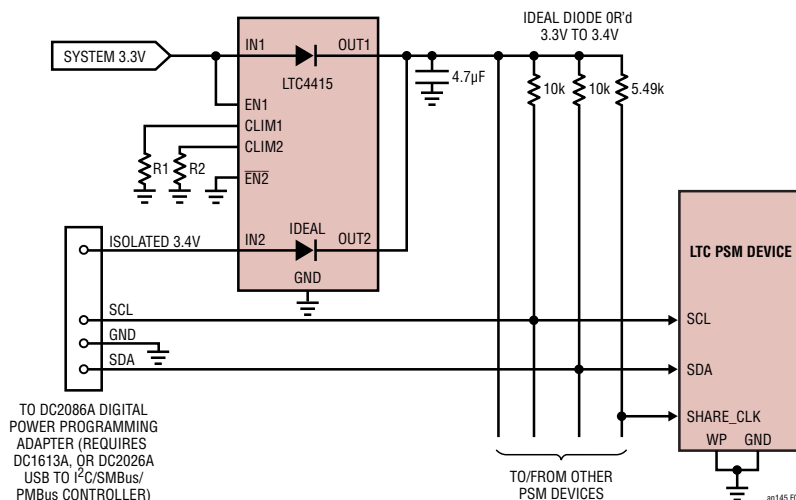 IDEAL DIODE 0R'd
3.3V TO 3.4V
SYSTEM 3.3V
IN1
OUT1
LTC4415
4.7µF
10k
10k
5.49k
EN1
CLIM1
CLIM2
R1
R2
EN2
ISOLATED 3.4V
IN2
IDEAL
OUT2
GND
LTC PSM DEVICE
SCL
SCL
GND
SDA
SDA
SHARE_CLK
WP
GND
TO DC2086A DIGITAL
POWER PROGRAMMING
ADAPTER (REQUIRES
DC1613A, OR DC2026A
USB TO I2C/SMBus/
PMBus CONTROLLER)
TO/FROM OTHER
PSM DEVICES